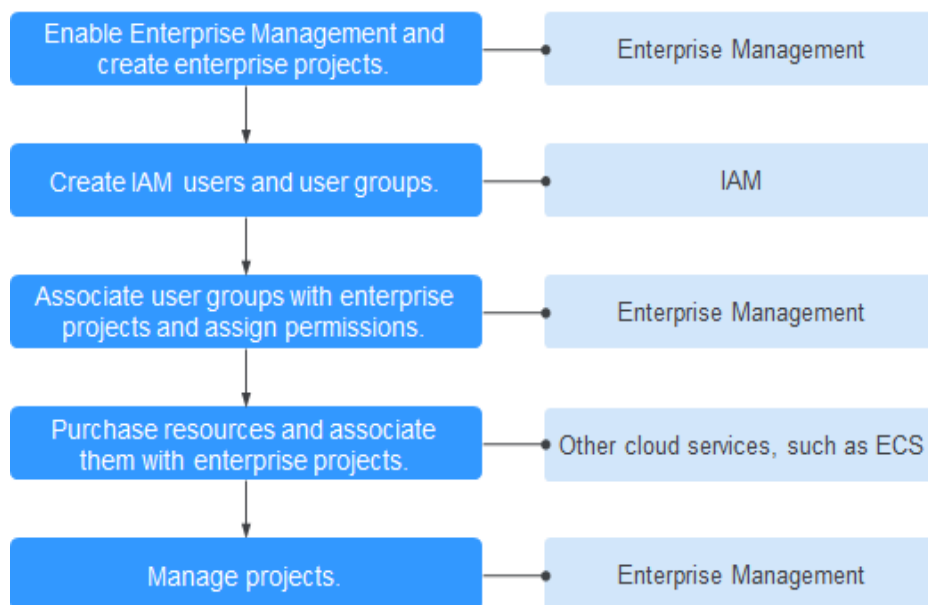 Enable Enterprise Management and
create enterprise projects.
Enterprise Management
Create IAM users and user groups.
IAM
Associate user groups with enterprise
projects and assign permissions.
Enterprise Management
Purchase resources and associate
them with enterprise projects.
Other cloud services, such as ECS
Manage projects.
Enterprise Management